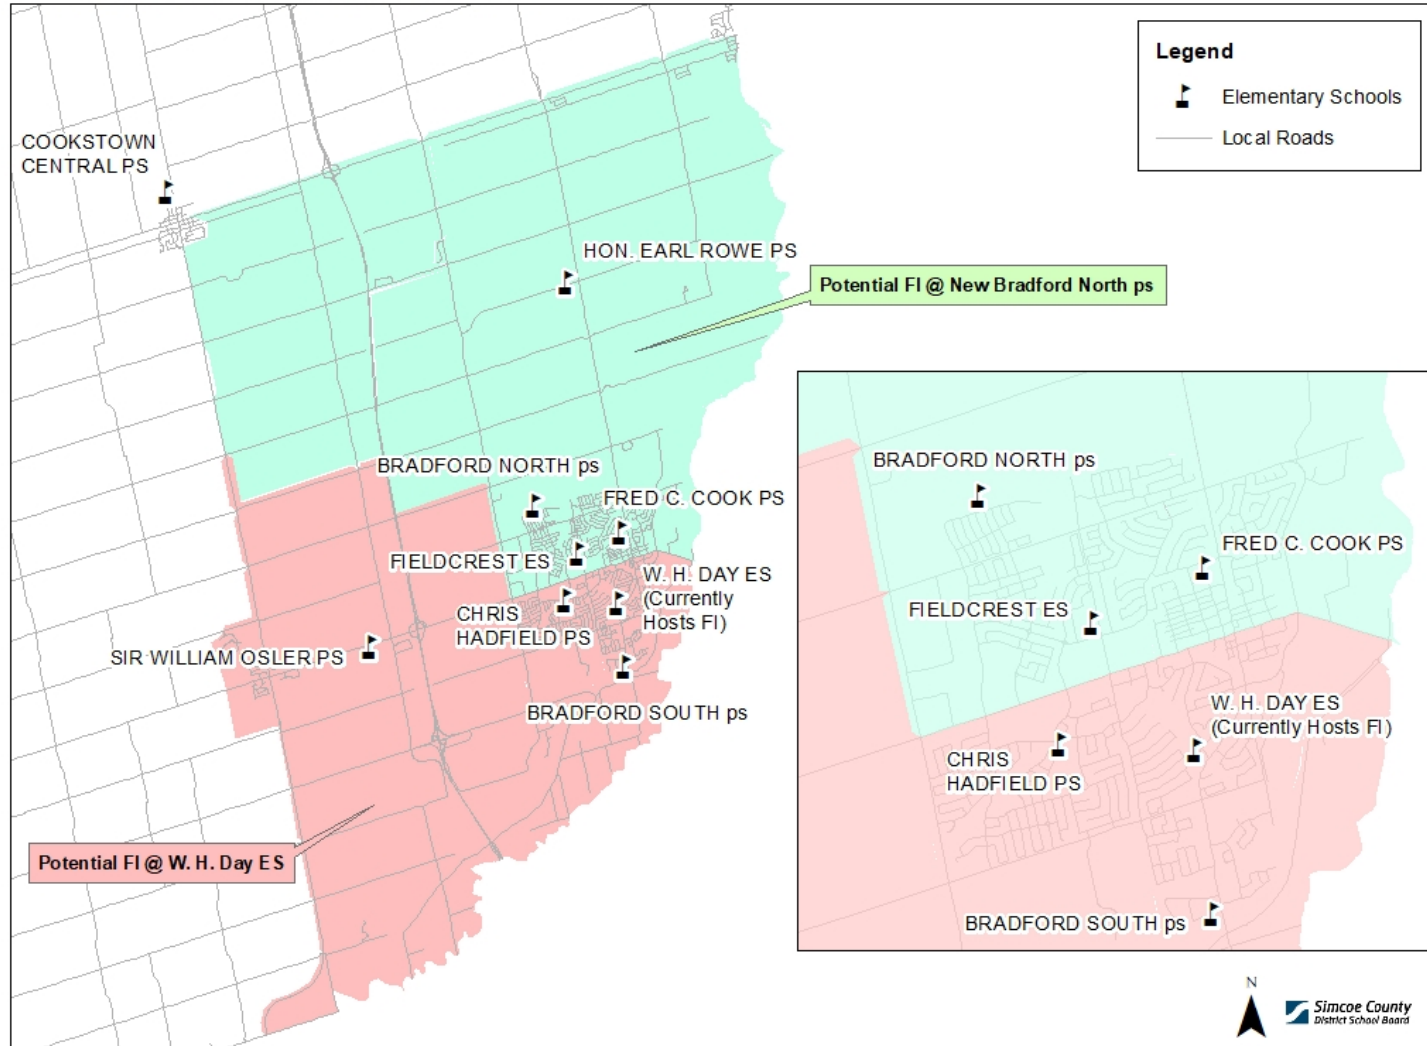 Legend
Elementary Schools
Local Roads
COOKSTOWN
CENTRAL PS
HON. EARL ROWE PS
Potential FI @ New Bradford North ps
BRADFORD NORTH ps
FRED C. COOK PS
FIELDCREST ES
W. H. DAY ES
(Currently
Hosts FI)
CHRIS
HADFIELD PS
SIR WILLIAM OSLER PS
BRADFORD SOUTH ps
Potential FI @ W. H. Day ES
BRADFORD NORTH ps
FRED C. COOK PS
FIELDCREST ES
W. H. DAY ES
(Currently Hosts FI)
CHRIS
HADFIELD PS
BRADFORD SOUTH ps
N
Simcoe County
District School Board